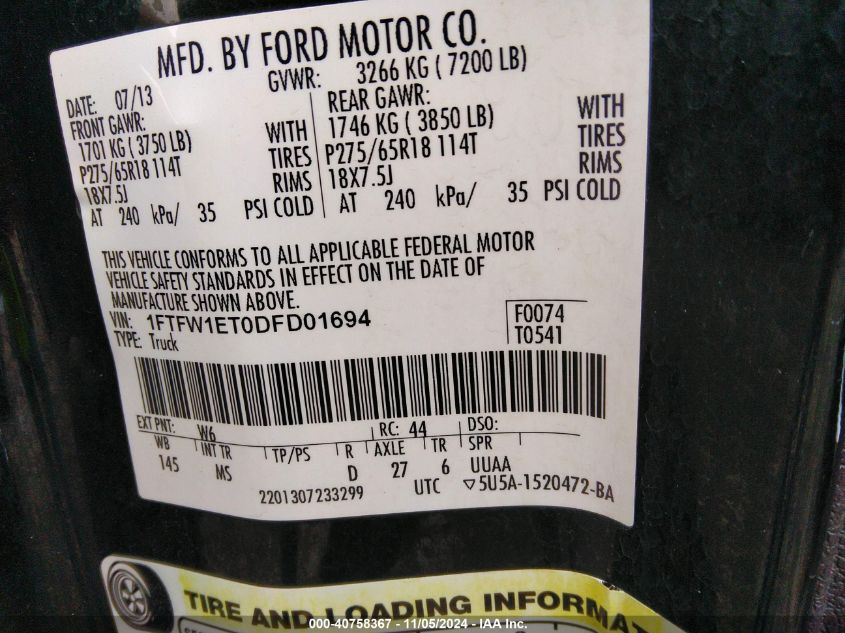 MFD. BY FORD MOTOR CO.
DATE: 07/13 GVWR: 3266 KG ( 7200 LB)
FRONT GAWR: REAR GAWR:
1701 KG ( 3750 LB) WITH 1746 KG ( 3850 LB) WITH
P275/65R18 114T TIRES P275/65R18 114T TIRES
18X7.5J RIMS 18X7.5J RIMS
AT 240 kPa/ 35 PSI COLD AT 240 kPa/ 35 PSI COLD
THIS VEHICLE CONFORMS TO ALL APPLICABLE FEDERAL MOTOR
VEHICLE SAFETY STANDARDS IN EFFECT ON THE DATE OF
MANUFACTURE SHOWN ABOVE.
VIN: 1FTFW1ET0DFD01694 F0074
TYPE: Truck T0541
EXT PNT: W6 RC: 44 DSO:
WB INT TR TP/PS R AXLE TR SPR
145 MS D 27 6 UUAA
2201307233299 UTC ▽5U5A-1520472-BA
TIRE AND LOADING INFORMAT
000-40758367 - 11/05/2024 - IAA Inc.